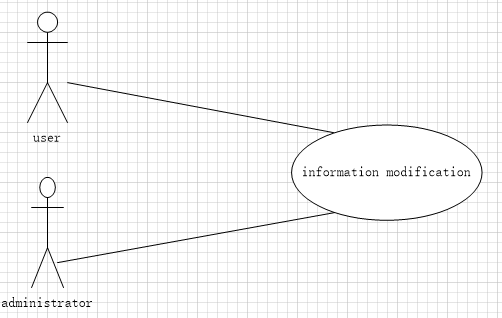 user
information modification
administrator